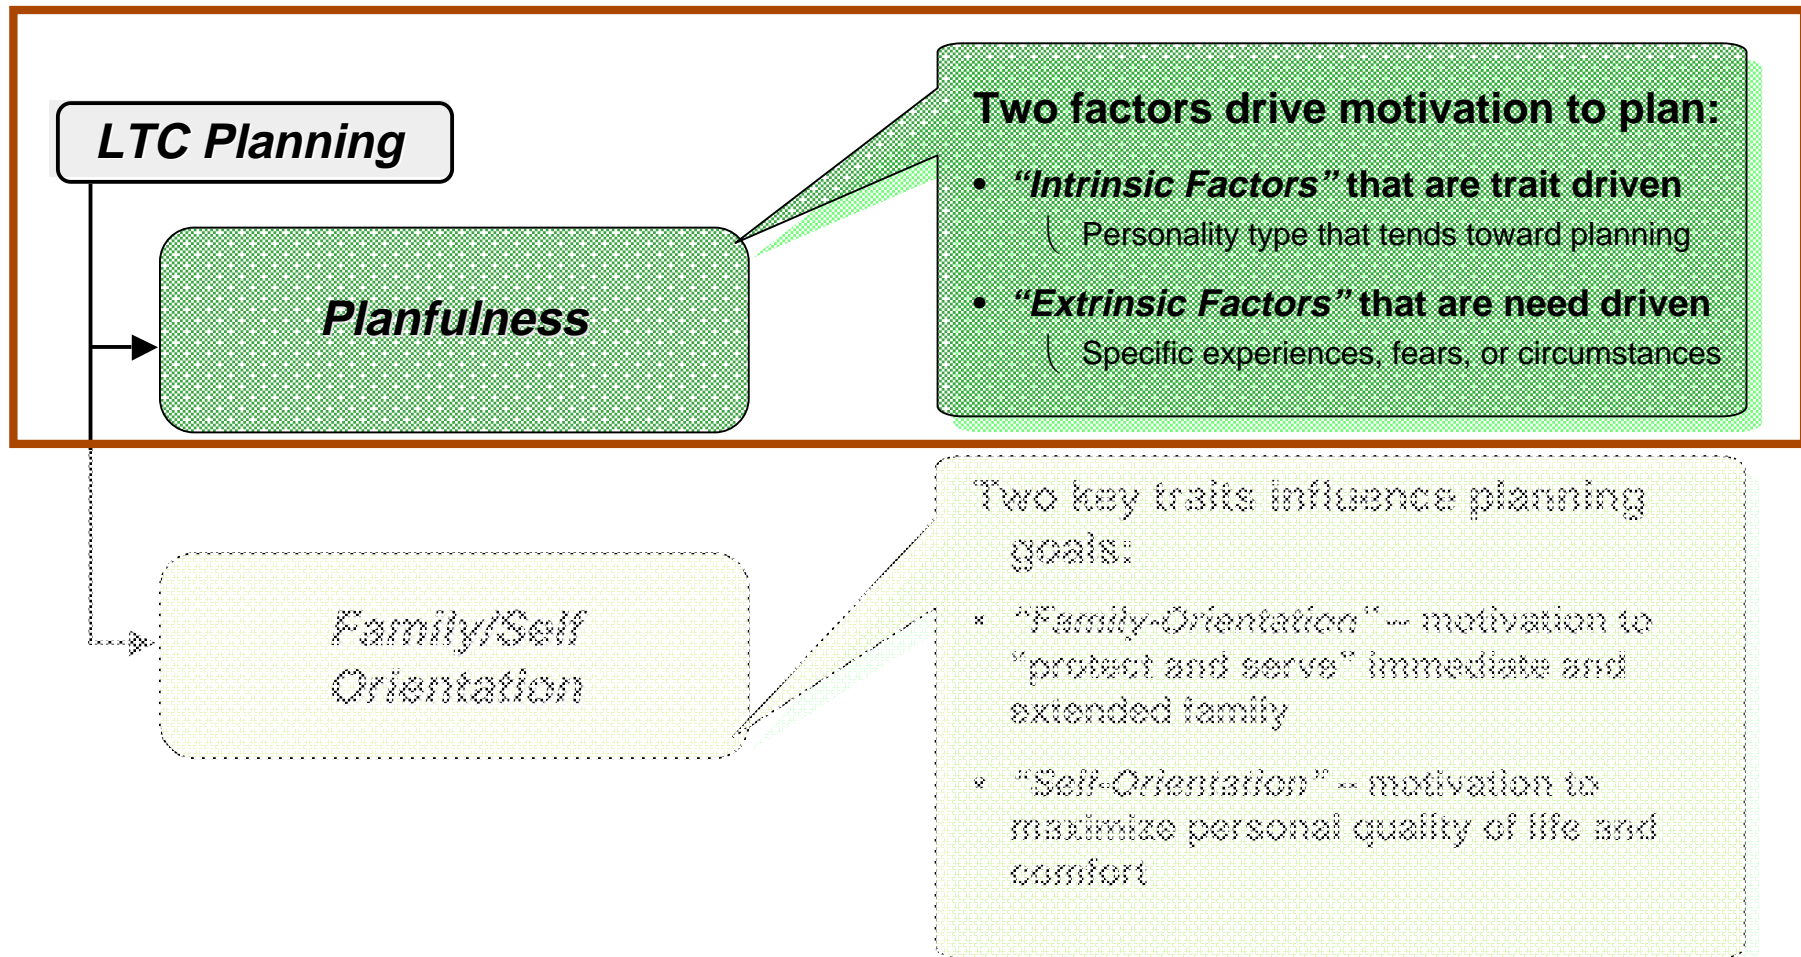 LTC Planning
Planfulness
Two factors drive motivation to plan:
• “Intrinsic Factors” that are trait driven
Personality type that tends toward planning
• “Extrinsic Factors” that are need driven
Specific experiences, fears, or circumstances
Family/Self
Orientation
Two key traits influence planning
goals:
• “Family-Orientation” – motivation to
“protect and serve” immediate and
extended family
• “Self-Orientation” – motivation to
maximize personal quality of life and
comfort